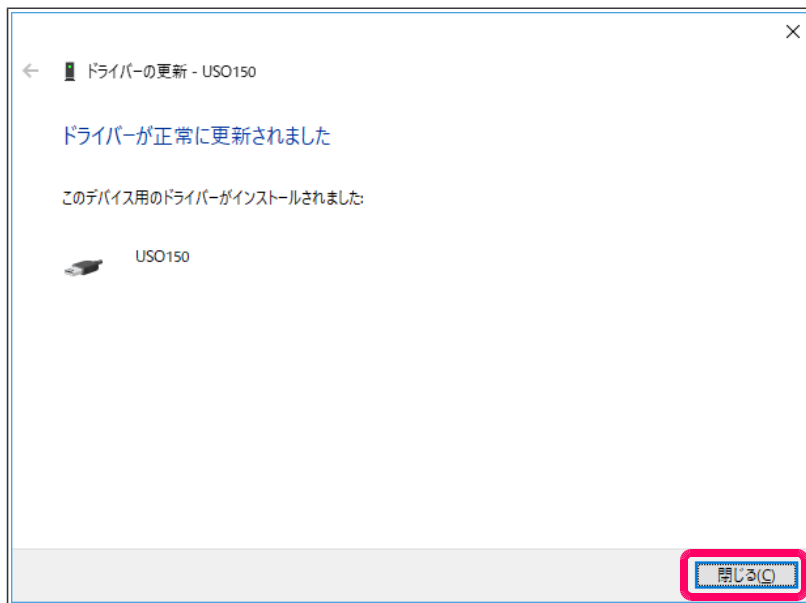 ドライバーの更新 - USO150
ドライバーが正常に更新されました
このデバイス用のドライバーがインストールされました:
USO150
閉じる(C)